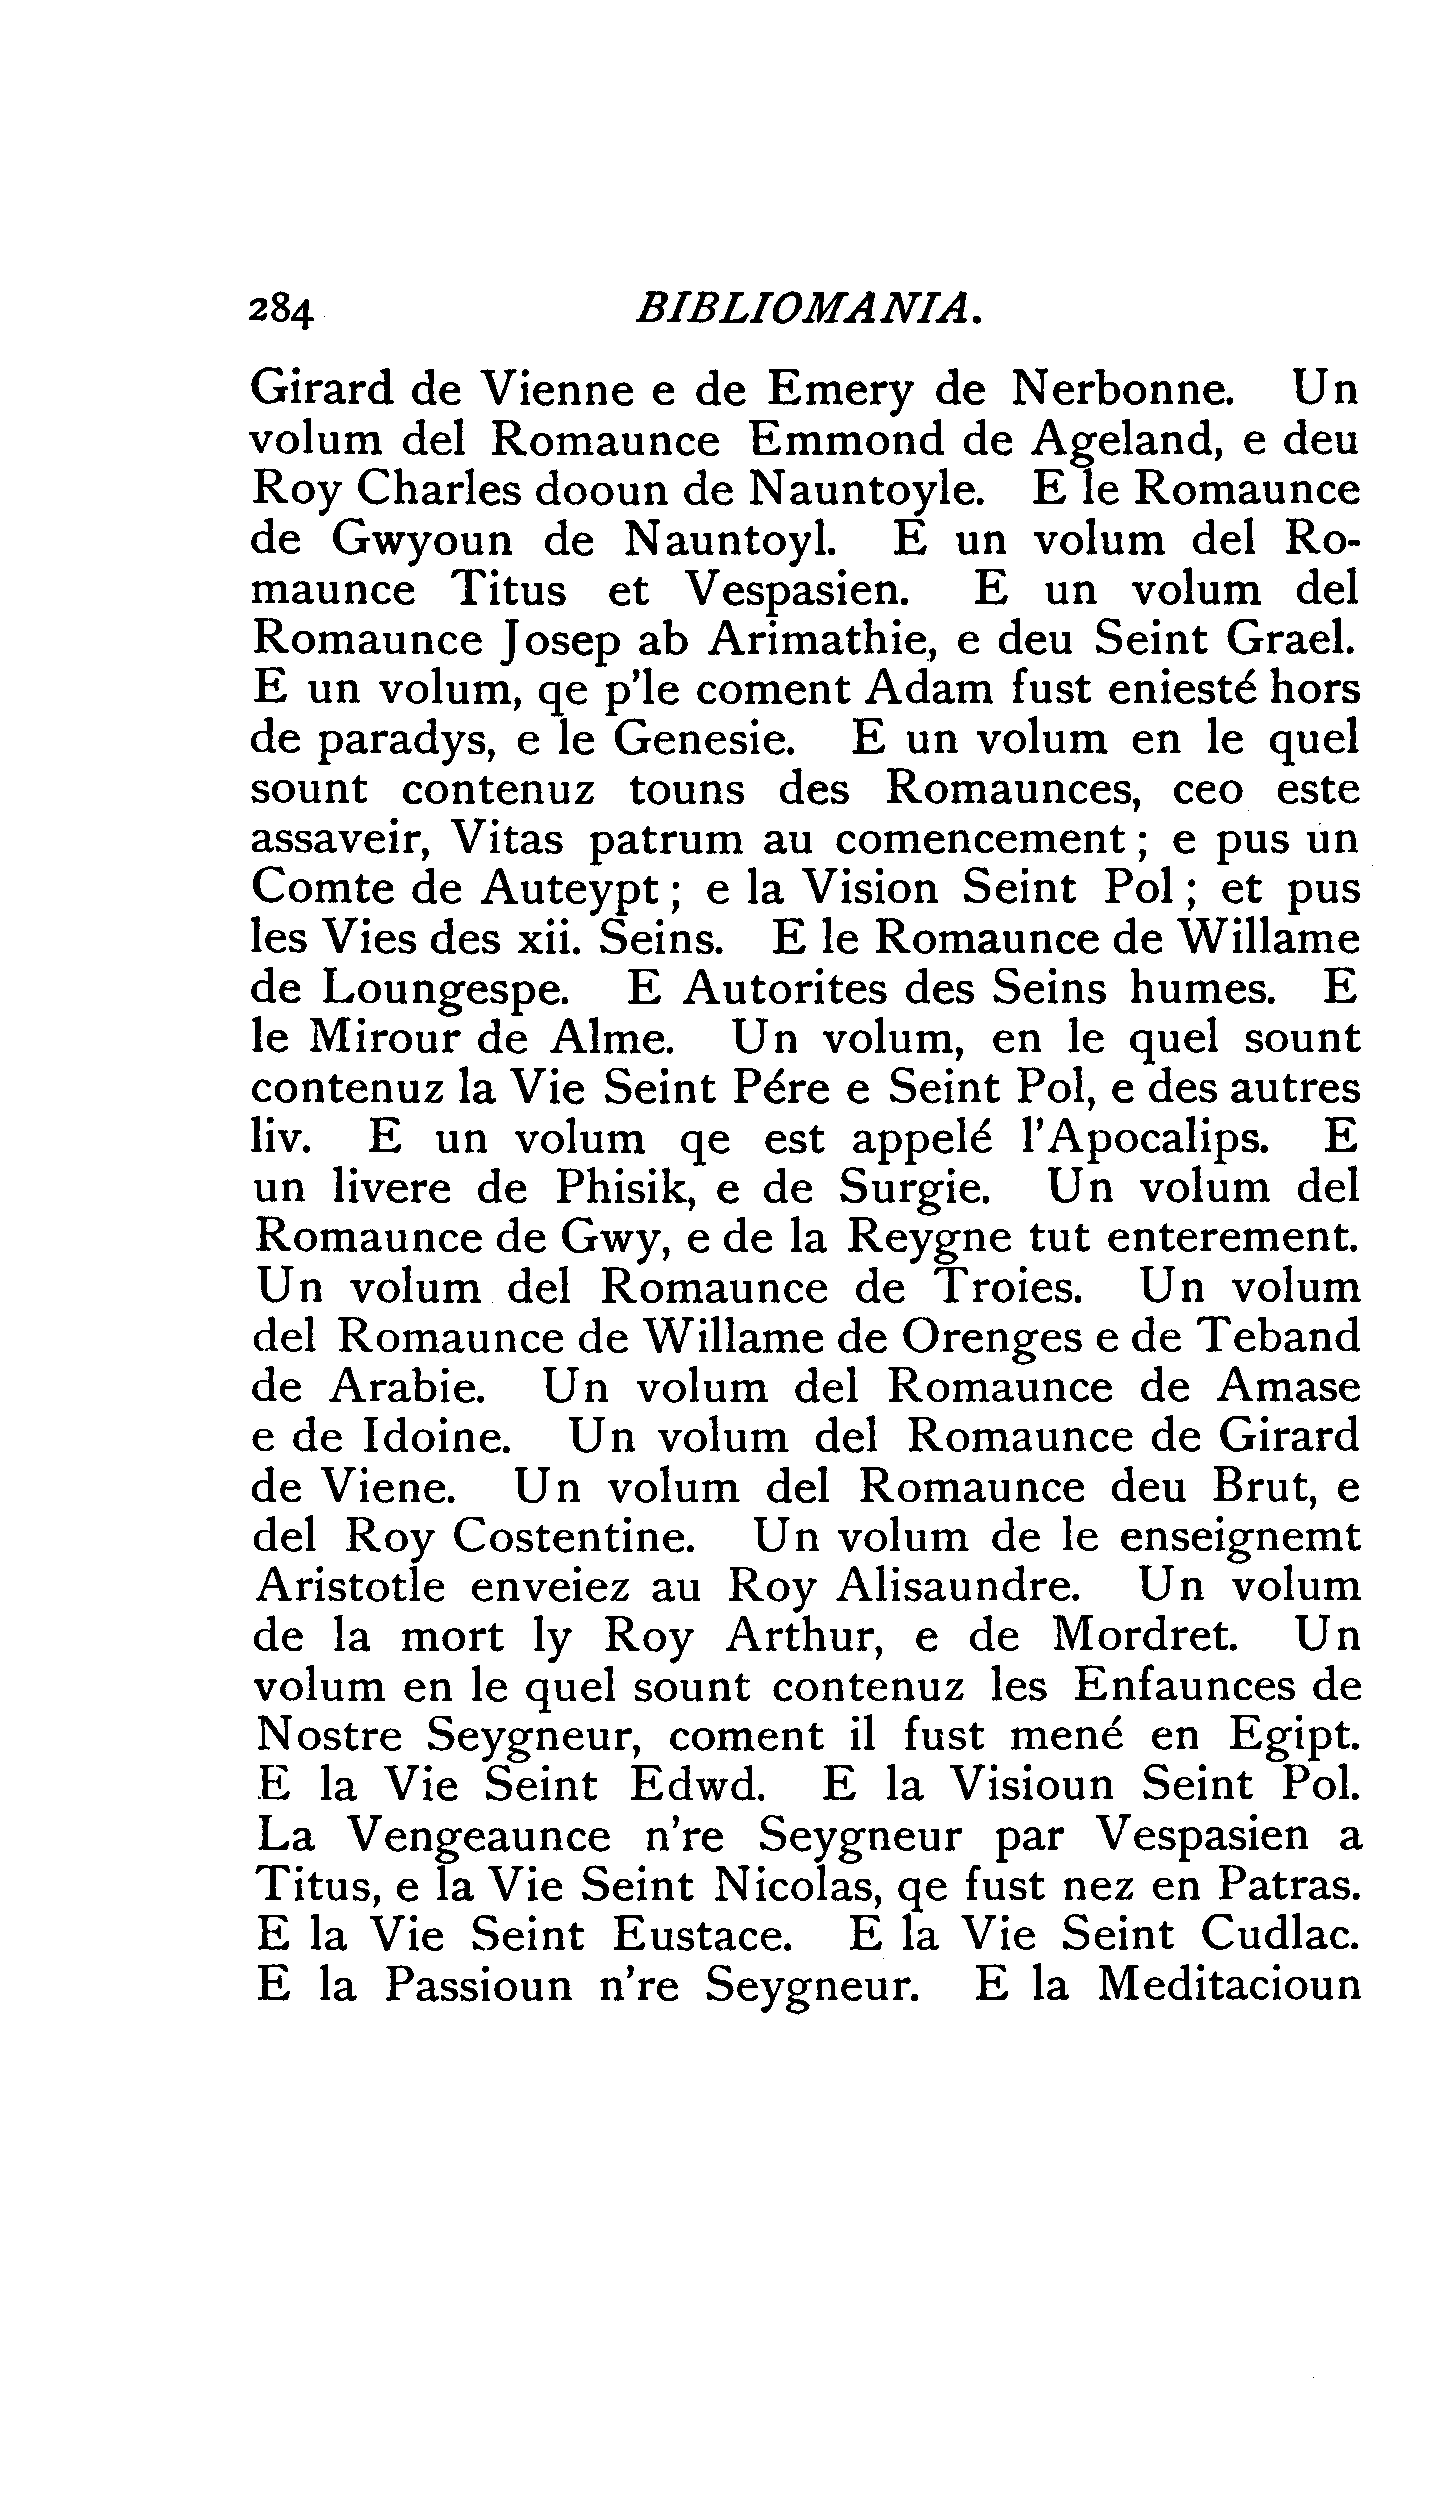 284 BIBLIOMANIA.
Girard de Vienne e de Emery de Nerbonne. Un
volum del Romaunce Emmond de Ageland, e deu
Roy Charles dooun de Nauntoyle. E le Romaunce
de Gwyoun de Nauntoyl. E un volum del Ro-
maunce Titus et Vespasien. E un volum del
Romaunce Josep ab Arimathie, e deu Seint Grael.
E un volum, qe p'le coment Adam fust eniesté hors
de paradys, e le Genesie. E un volum en le quel
sount contenuz touns des Romaunces, ceo este
assaveir, Vitas patrum au comencement; e pus un
Comte de Auteypt; e la Vision Seint Pol; et pus
les Vies des xii. Seins. E le Romaunce de Willame
de Loungespe. E Autorites des Seins humes. E
le Mirour de Alme. Un volum, en le quel sount
contenuz la Vie Seint Pére e Seint Pol, e des autres
liv. E un volum qe est appelé l'Apocalips. E
un livere de Phisik, e de Surgie. Un volum del
Romaunce de Gwy, e de la Reygne tut enterement.
Un volum del Romaunce de Troies. Un volum
del Romaunce de Willame de Orenges e de Teband
de Arabie. Un volum del Romaunce de Amase
e de Idoine. Un volum del Romaunce de Girard
de Viene. Un volum del Romaunce deu Brut, e
del Roy Costentine. Un volum de le enseignemt
Aristotle enveiez au Roy Alisaundre. Un volum
de la mort ly Roy Arthur, e de Mordret. Un
volum en le quel sount contenuz les Enfaunces de
Nostre Seygneur, coment il fust mené en Egipt.
E la Vie Seint Edwd. E la Visioun Seint Pol.
La Vengeaunce n're Seygneur par Vespasien a
Titus, e la Vie Seint Nicolas, qe fust nez en Patras.
E la Vie Seint Eustace. E la Vie Seint Cudlac.
E la Passioun n're Seygneur. E la Meditacioun